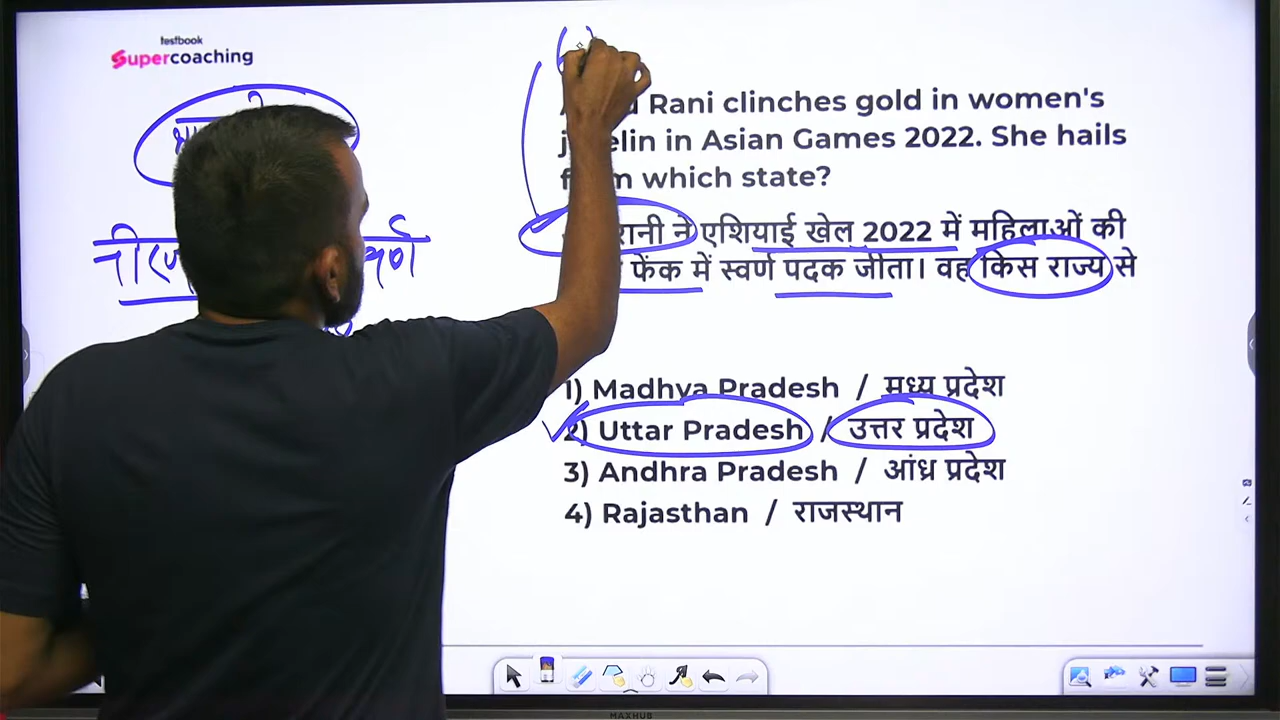 testbook
Supercoaching
Rani clinches gold in women's
in Asian Games 2022. She hails
which state?
रानी ने एशियाई खेल 2022 में महिलाओं की
फेंक में स्वर्ण पदक जीता। वह किस राज्य से
1) Madhya Pradesh / मध्य प्रदेश
2) Uttar Pradesh / उत्तर प्रदेश
3) Andhra Pradesh / आंध्र प्रदेश
4) Rajasthan / राजस्थान
MAXHUB